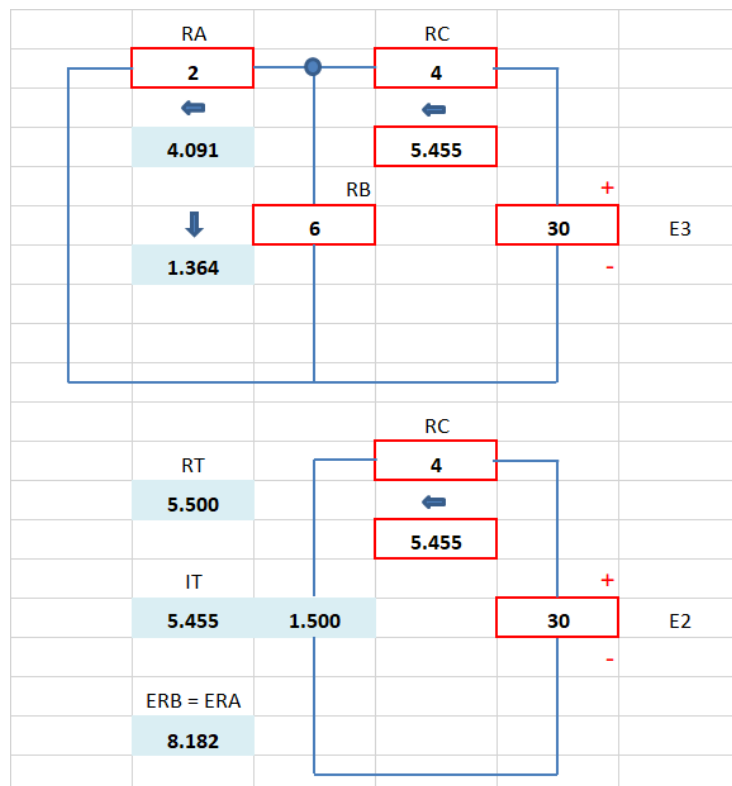 RA RC
2 4
4.091 5.455
RB +
6 30 E3
1.364 -
RC
RT 4
5.500
5.455
IT +
5.455 1.500 30 E2
-
ERB = ERA
8.182